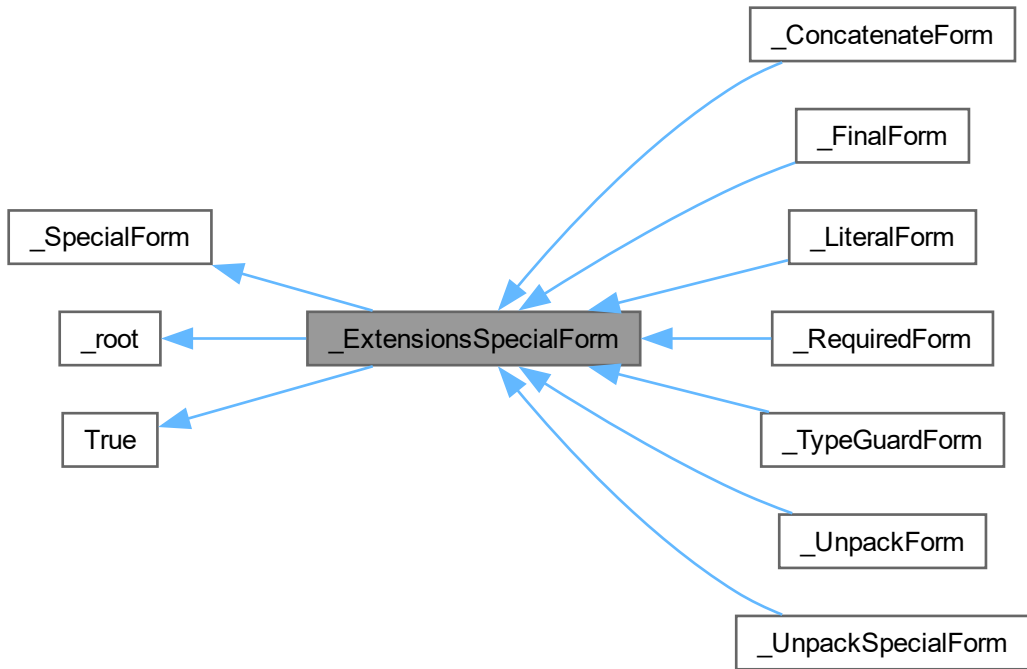 _SpecialForm
_root
True
_ExtensionsSpecialForm
_ConcatenateForm
_FinalForm
_LiteralForm
_RequiredForm
_TypeGuardForm
_UnpackForm
_UnpackSpecialForm